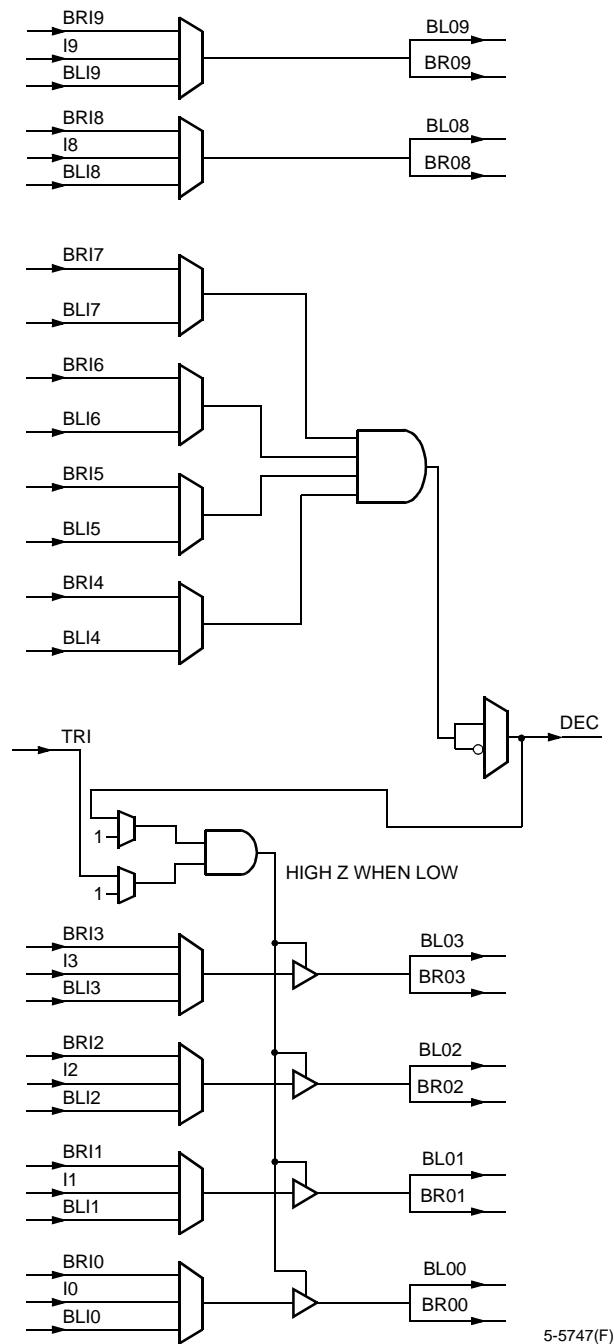 BRI9
I9
BLI9
BL09
BR09
BRI8
I8
BLI8
BL08
BR08
BRI7
BLI7
BRI6
BLI6
BRI5
BLI5
BRI4
BLI4
DEC
TRI
1
1
HIGH Z WHEN LOW
BRI3
I3
BLI3
BL03
BR03
BRI2
I2
BLI2
BL02
BR02
BRI1
I1
BLI1
BL01
BR01
BRI0
I0
BLI0
BL00
BR00
5-5747(F)